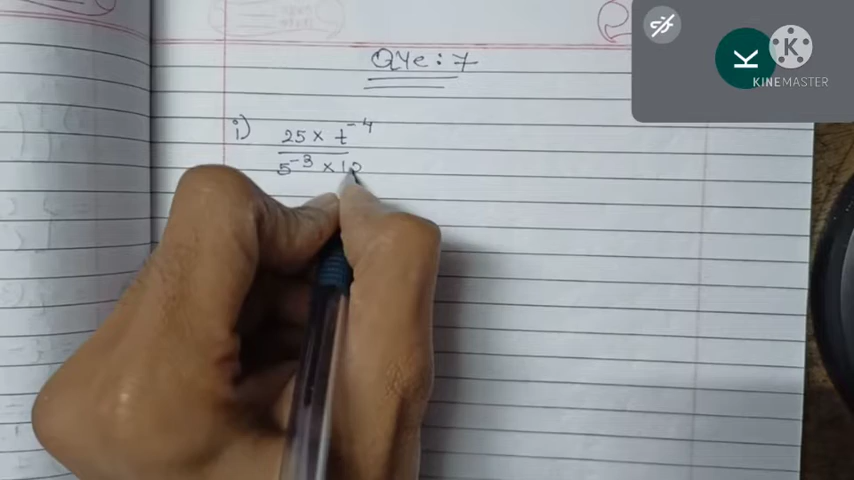 Que: 7
i) 25 × t⁻⁴
5⁻³ × 10
K K
KINEMASTER